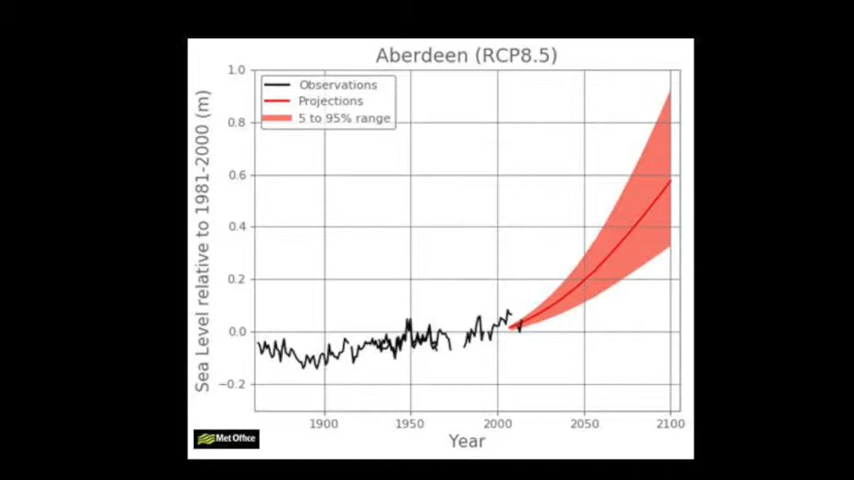 Aberdeen (RCP8.5)
Sea Level relative to 1981-2000 (m)
1.0
0.8
0.6
0.4
0.2
0.0
−0.2
Observations
Projections
5 to 95% range
1900
1950
2000
2050
2100
Year
Met Office